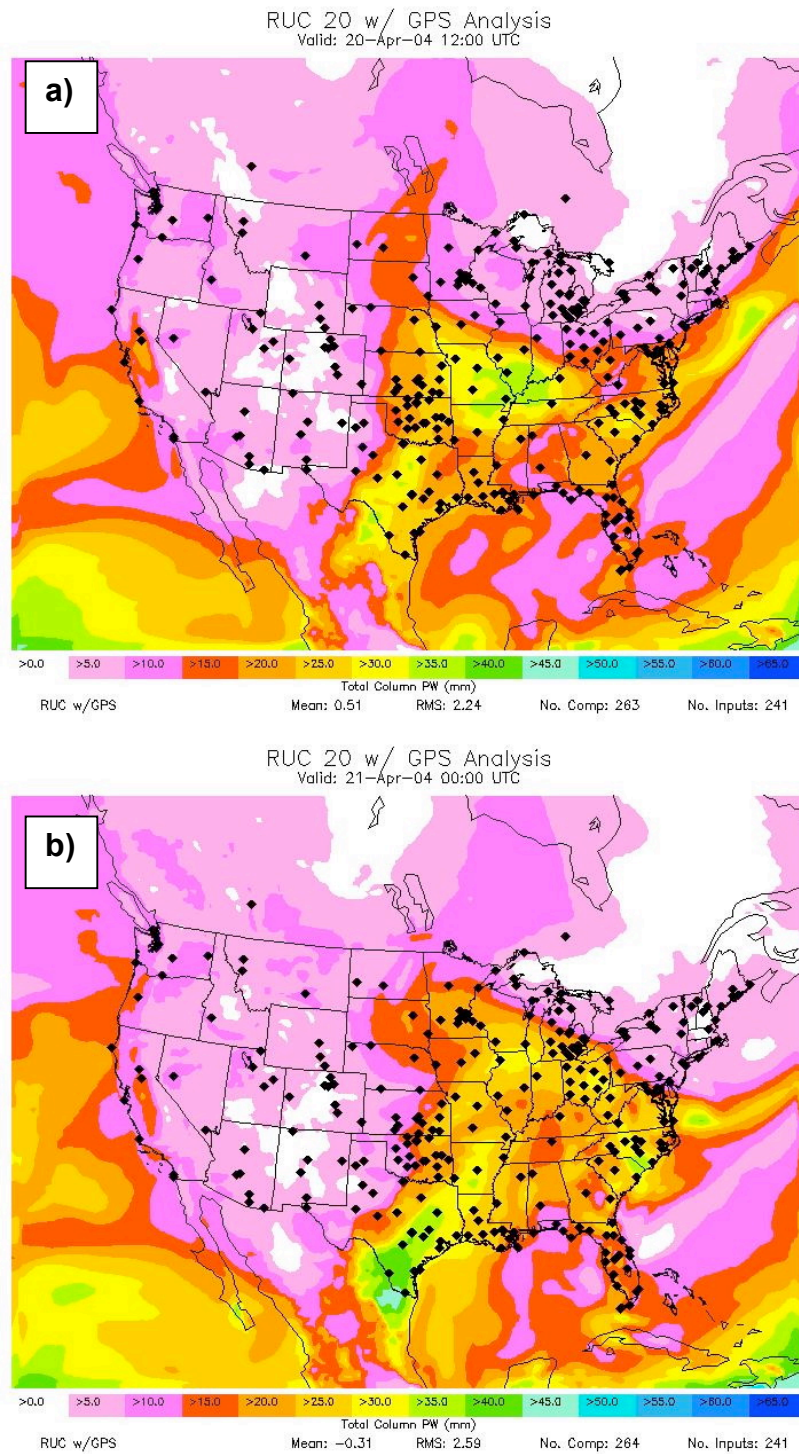 RUC 20 w/ GPS Analysis
Valid: 20-Apr-04 12:00 UTC
a)
>0.0 >5.0 >10.0 >15.0 >20.0 >25.0 >30.0 >35.0 >40.0 >45.0 >50.0 >55.0 >60.0 >65.0
Total Column PW (mm)
RUC w/GPS Mean: 0.51 RMS: 2.24 No. Comp: 263 No. Inputs: 241
RUC 20 w/ GPS Analysis
Valid: 21-Apr-04 00:00 UTC
b)
>0.0 >5.0 >10.0 >15.0 >20.0 >25.0 >30.0 >35.0 >40.0 >45.0 >50.0 >55.0 >60.0 >65.0
Total Column PW (mm)
RUC w/GPS Mean: -0.31 RMS: 2.59 No. Comp: 264 No. Inputs: 241